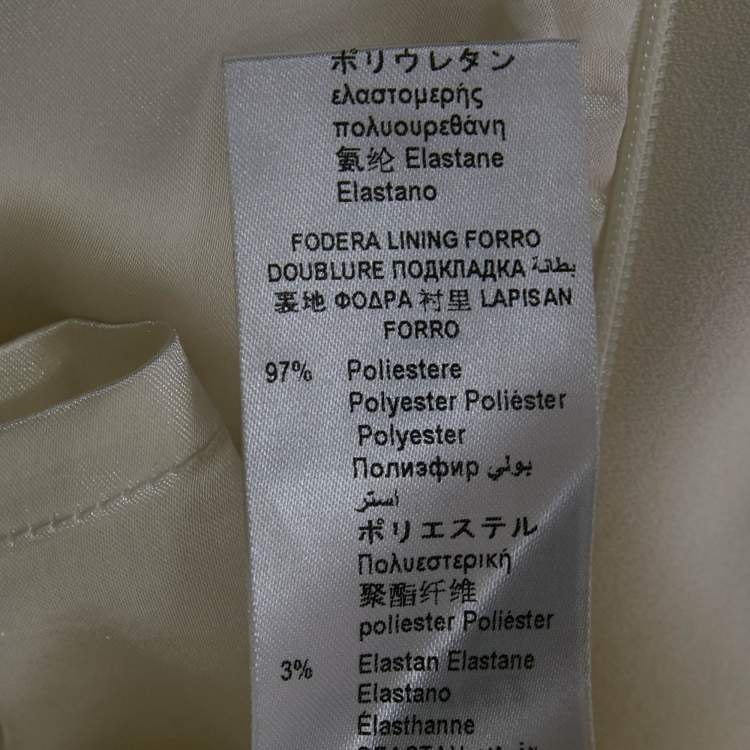 ポリウレタン
ελαστομερής
πολυουρεθάνη
氨纶 Elastane
Elastano
FODERA LINING FORRO
DOUBLURE ПОДКЛАДКА بطانة
裏地 ΦΟΔΡΑ 衬里 LAPISAN
FORRO
97% Poliestere
Polyester Poliéster
Polyester
Полиэфир بولي
استر
ポリエステル
Πολυεστερική
聚酯纤维
poliester Poliéster
3% Elastan Elastane
Elastano
Élasthanne